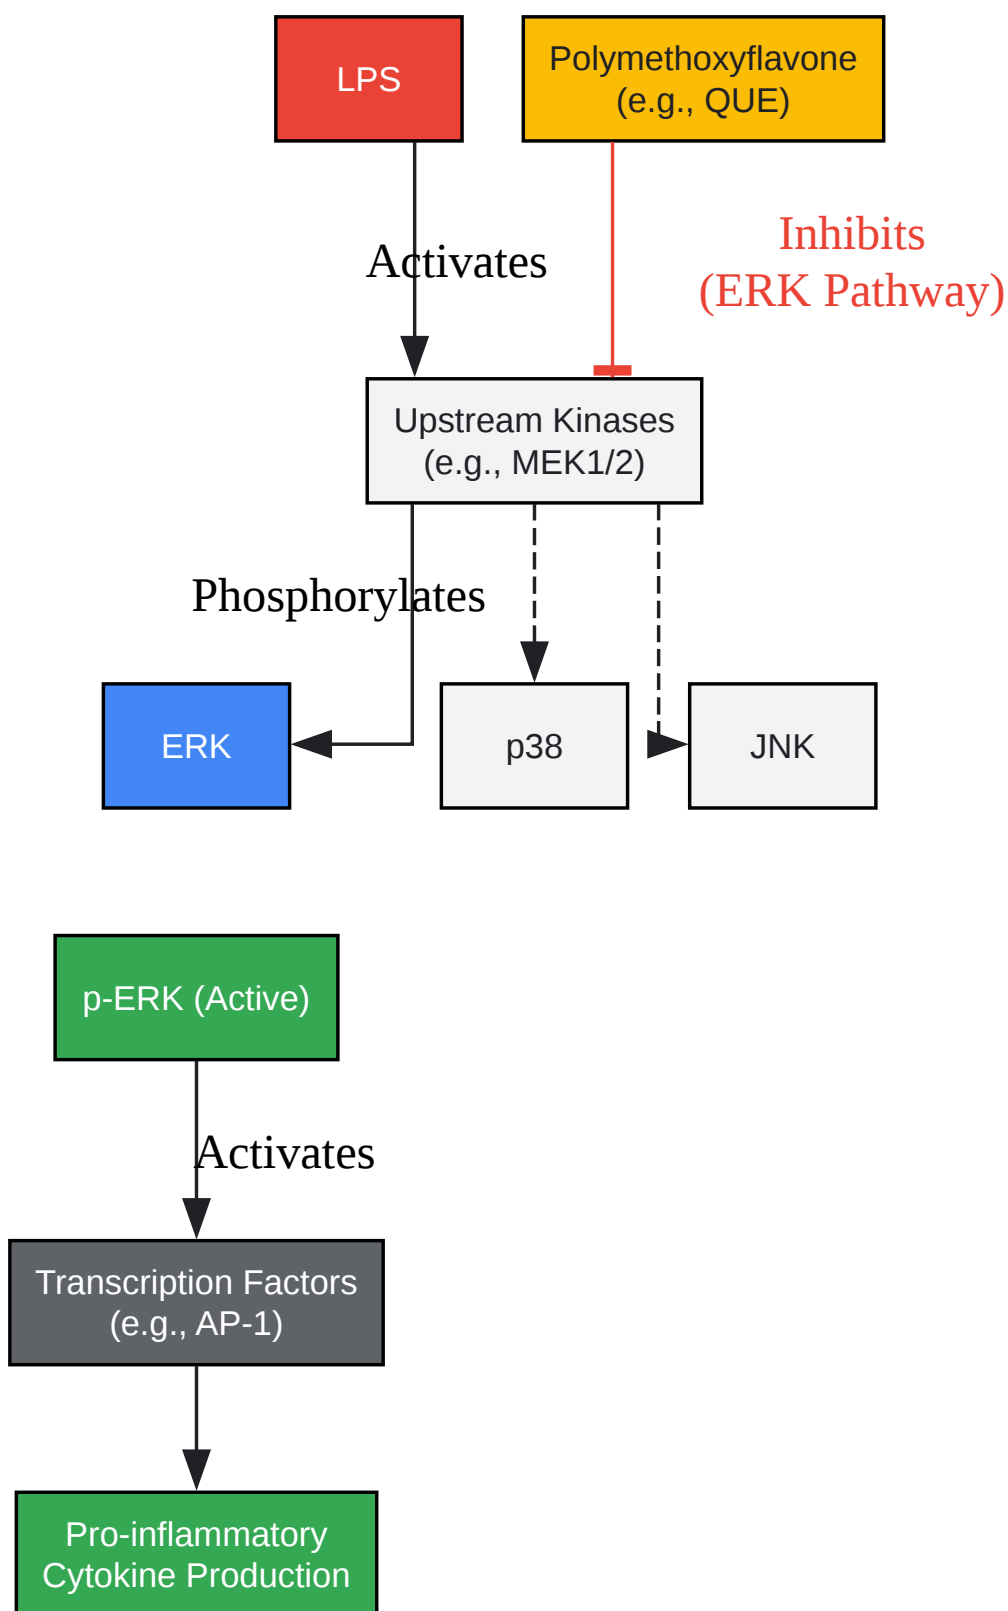 LPS
Polymethoxyflavone
(e.g., QUE)
Activates
Inhibits
(ERK Pathway)
Upstream Kinases
(e.g., MEK1/2)
Phosphorylates
ERK
p38
JNK
p-ERK (Active)
Activates
Transcription Factors
(e.g., AP-1)
Pro-inflammatory
Cytokine Production